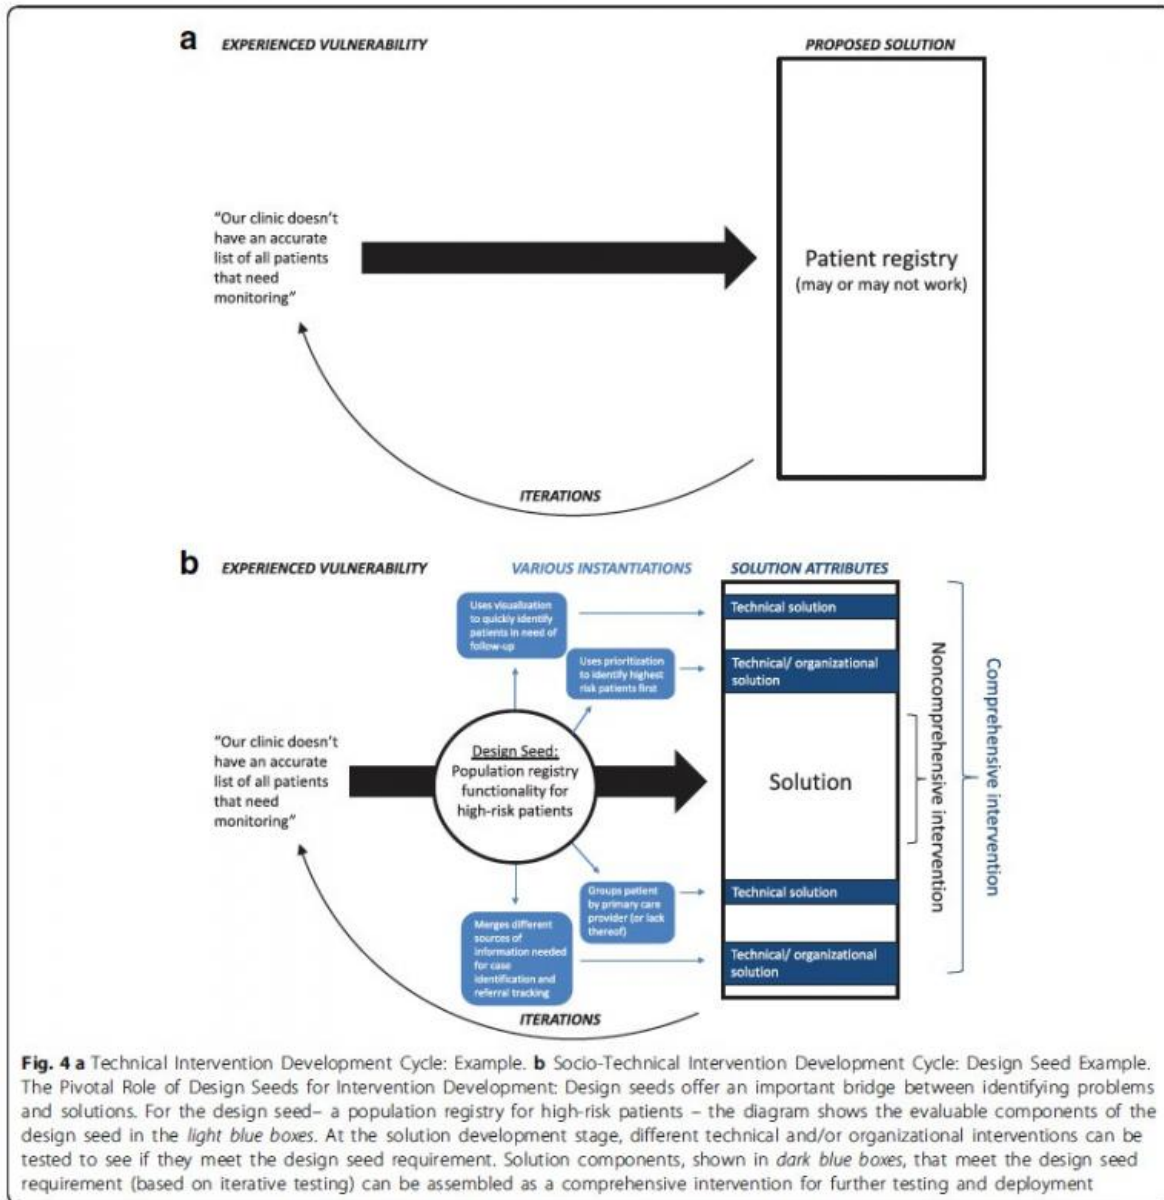 a
EXPERIENCED VULNERABILITY
PROPOSED SOLUTION
"Our clinic doesn't
have an accurate
list of all patients
that need
monitoring"
Patient registry
(may or may not work)
ITERATIONS
b
EXPERIENCED VULNERABILITY
VARIOUS INSTANTIATIONS
SOLUTION ATTRIBUTES
Uses visualization
to quickly identify
patients in need of
follow-up
Technical solution
Uses prioritization
to identify highest
risk patients first
Technical/ organizational
solution
"Our clinic doesn't
have an accurate
list of all patients
that need
monitoring"
Design Seed:
Population registry
functionality for
high-risk patients
Solution
Noncomprehensive intervention
Comprehensive intervention
Groups patient
by primary care
provider (or lack
thereof)
Technical solution
Merges different
sources of
information needed
for case
identification and
referral tracking
Technical/ organizational
solution
ITERATIONS
Fig. 4 a Technical Intervention Development Cycle: Example. b Socio-Technical Intervention Development Cycle: Design Seed Example.
The Pivotal Role of Design Seeds for Intervention Development: Design seeds offer an important bridge between identifying problems
and solutions. For the design seed– a population registry for high-risk patients – the diagram shows the evaluable components of the
design seed in the light blue boxes. At the solution development stage, different technical and/or organizational interventions can be
tested to see if they meet the design seed requirement. Solution components, shown in dark blue boxes, that meet the design seed
requirement (based on iterative testing) can be assembled as a comprehensive intervention for further testing and deployment